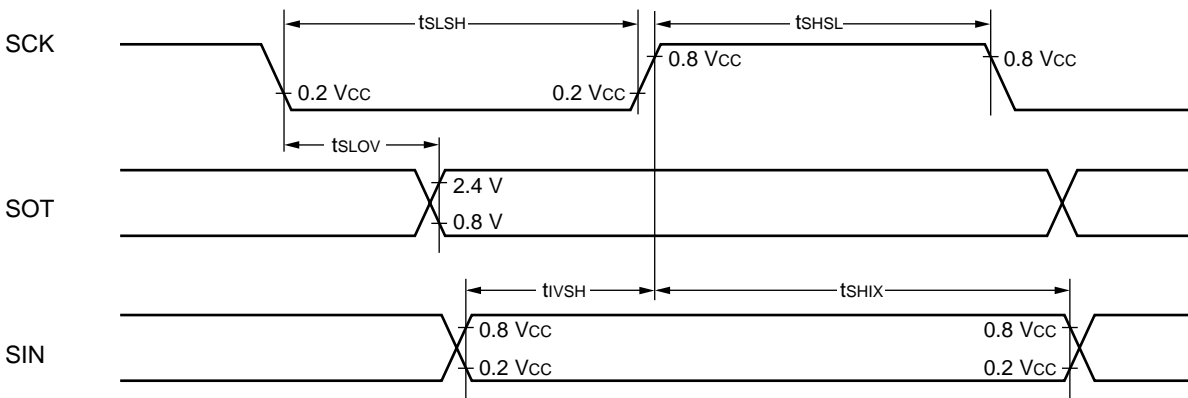 tSLSH
tSHSL
SCK
0.8 VCC
0.8 VCC
0.2 VCC
0.2 VCC
tSLOV
SOT
2.4 V
0.8 V
tIVSH
tSHIX
SIN
0.8 VCC
0.8 VCC
0.2 VCC
0.2 VCC